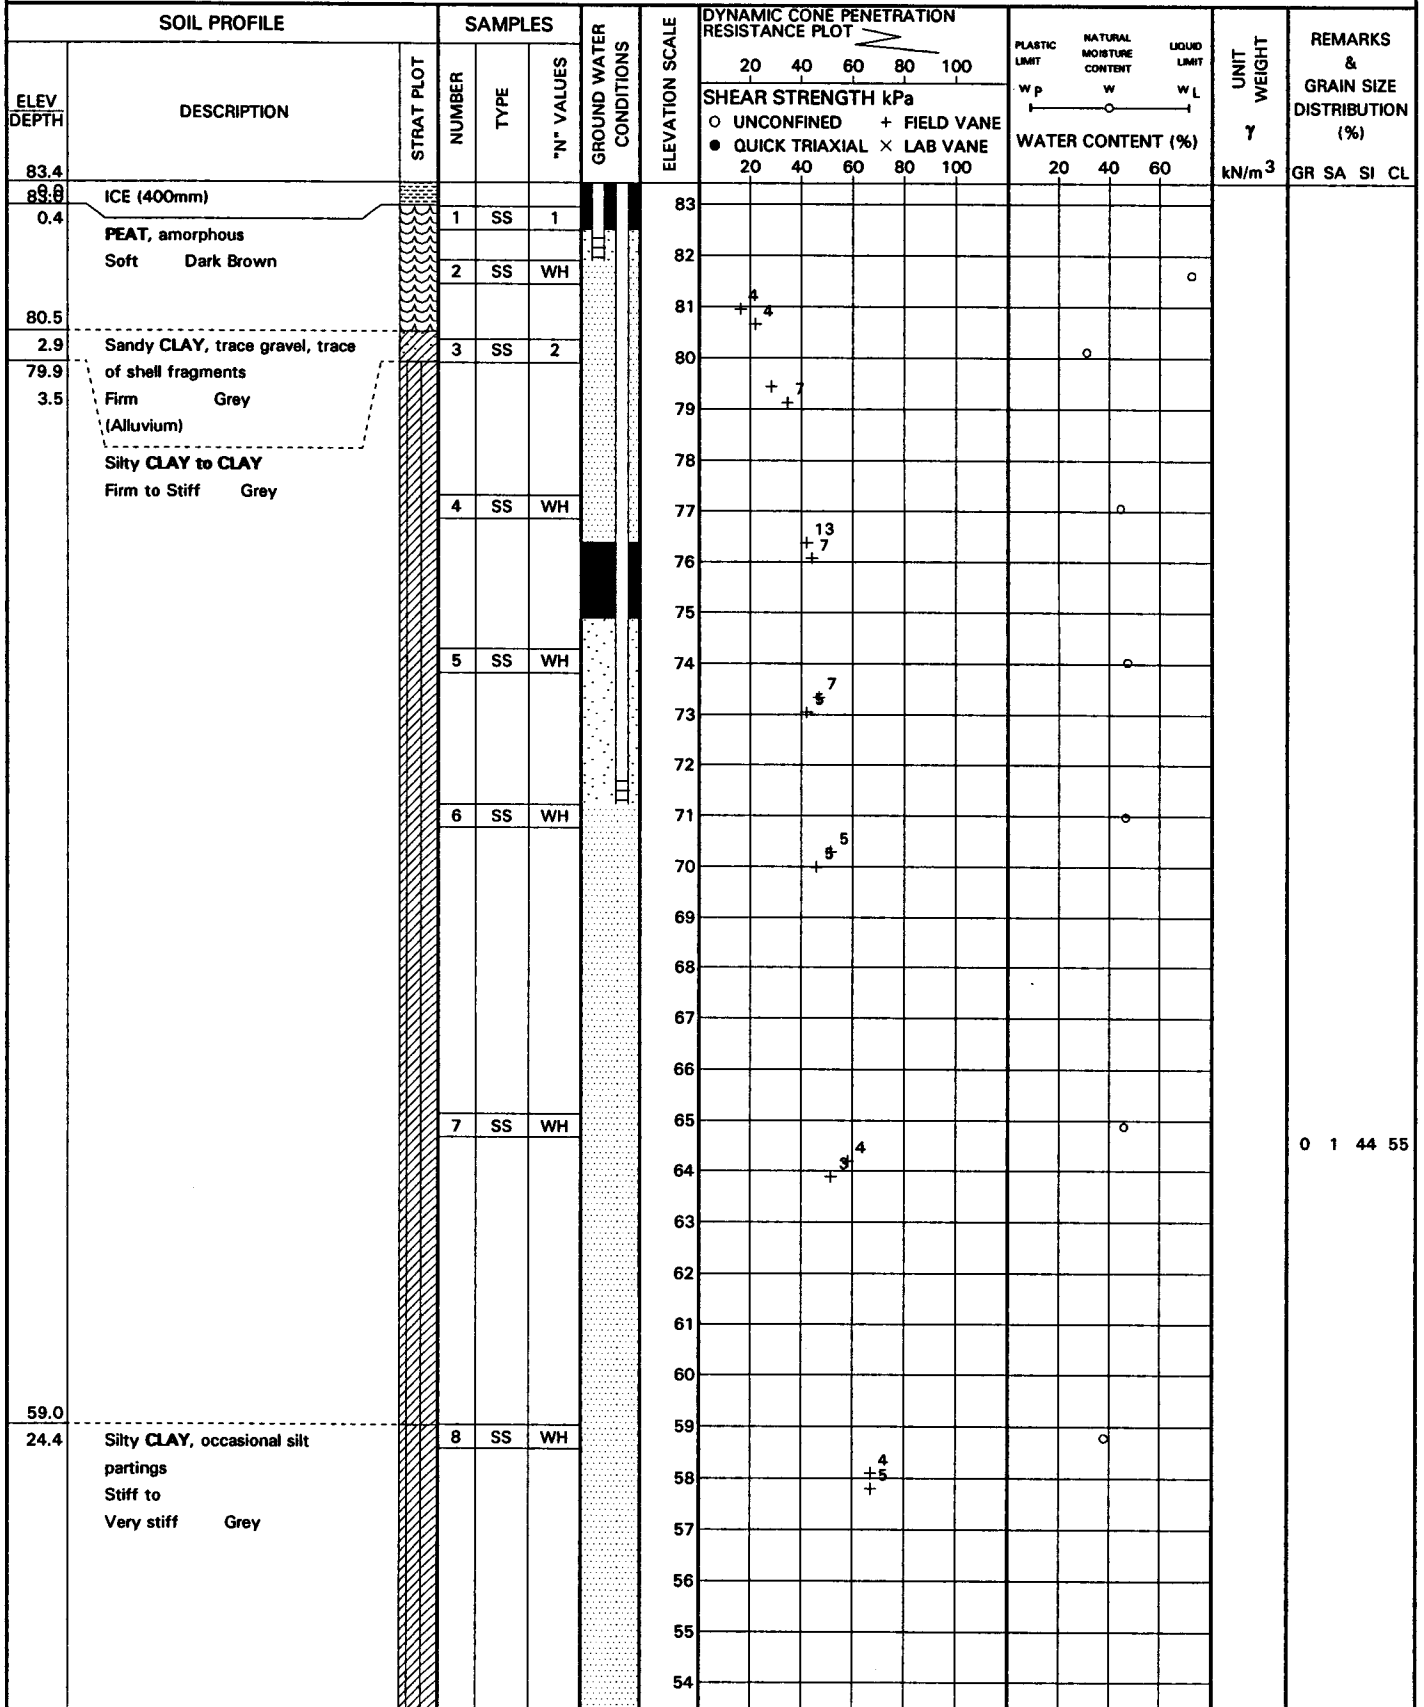 SOIL PROFILE
SAMPLES
GROUND WATER CONDITIONS
ELEVATION SCALE
DYNAMIC CONE PENETRATION
RESISTANCE PLOT
20 40 60 80 100
SHEAR STRENGTH kPa
O UNCONFINED + FIELD VANE
● QUICK TRIAXIAL × LAB VANE
20 40 60 80 100
PLASTIC LIMIT
NATURAL MOISTURE CONTENT
LIQUID LIMIT
W P W W L
WATER CONTENT (%)
20 40 60
UNIT WEIGHT
γ
kN/m3
REMARKS
&
GRAIN SIZE
DISTRIBUTION
(%)
GR SA SI CL
ELEV
DEPTH
DESCRIPTION
STRAT PLOT
NUMBER
TYPE
"N" VALUES
83.4
0.0
83.0
0.4
ICE (400mm)
PEAT, amorphous
Soft Dark Brown
80.5
2.9
Sandy CLAY, trace gravel, trace
of shell fragments
Firm Grey
(Alluvium)
79.9
3.5
Silty CLAY to CLAY
Firm to Stiff Grey
59.0
24.4
Silty CLAY, occasional silt
partings
Stiff to
Very stiff Grey
1 SS 1
2 SS WH
3 SS 2
4 SS WH
5 SS WH
6 SS WH
7 SS WH
8 SS WH
83
82
81
80
79
78
77
76
75
74
73
72
71
70
69
68
67
66
65
64
63
62
61
60
59
58
57
56
55
54
4
4
7
13
7
7
5
5
5
4
3
4
5
0 1 44 55